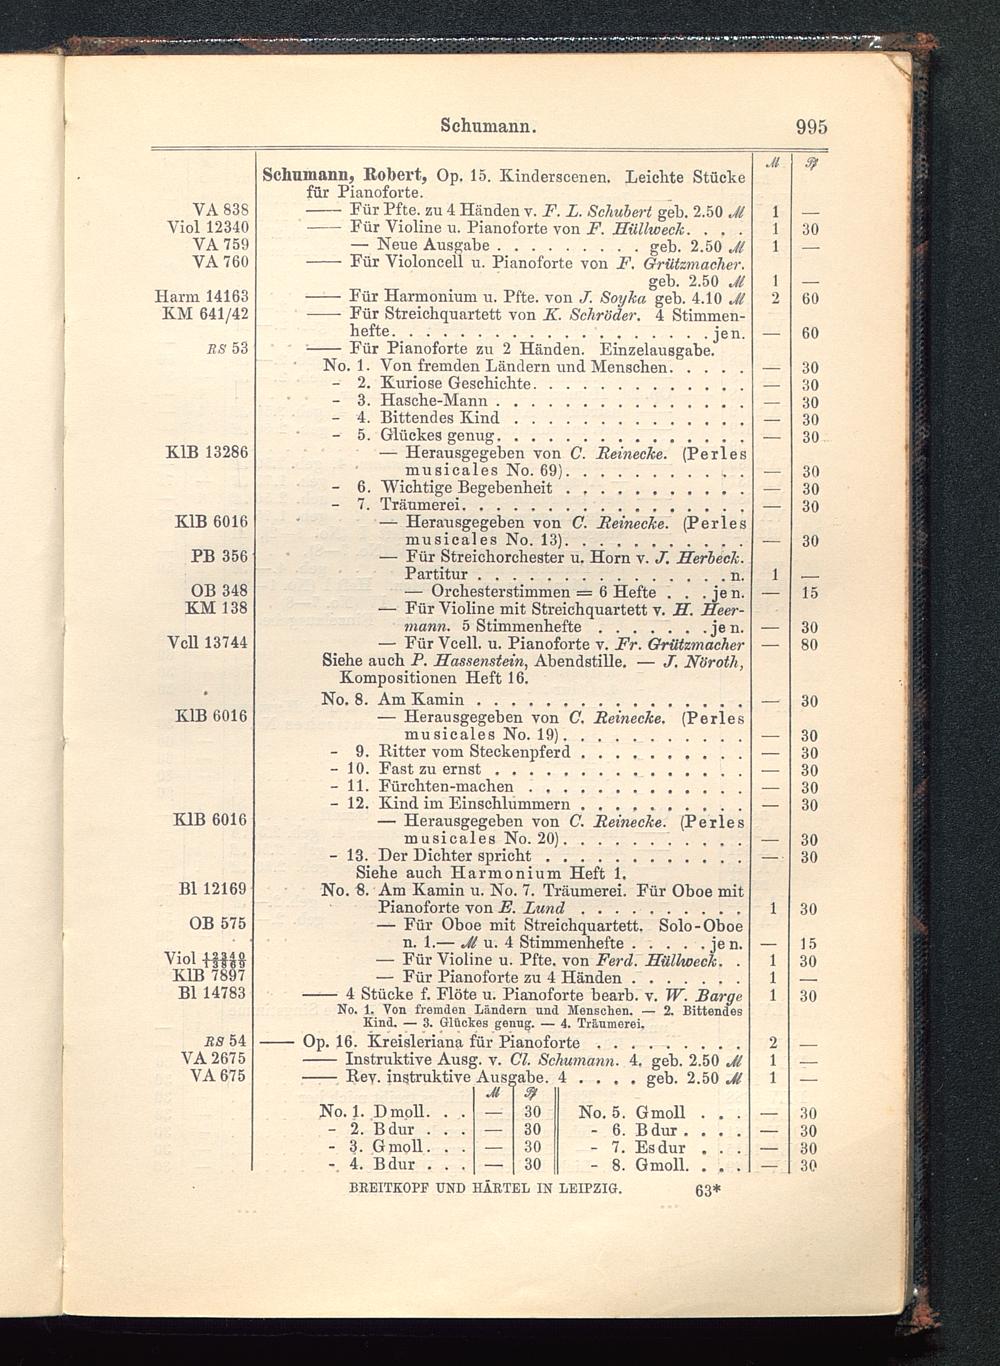 Schumann. 995
ℳ ₰
Schumann, Robert, Op. 15. Kinderscenen. Leichte Stücke
für Pianoforte.
VA 838 —— Für Pfte. zu 4 Händen v. F. L. Schubert geb. 2.50 ℳ 1 —
Viol 12340 —— Für Violine u. Pianoforte von F. Hüllweck. . . . 1 30
VA 759 — Neue Ausgabe . . . . . . . . . geb. 2.50 ℳ 1 —
VA 760 —— Für Violoncell u. Pianoforte von F. Grützmacher.
geb. 2.50 ℳ 1 —
Harm 14163 —— Für Harmonium u. Pfte. von J. Soyka geb. 4.10 ℳ 2 60
KM 641/42 —— Für Streichquartett von K. Schröder. 4 Stimmen-
hefte. . . . . . . . . . . . . . . . . . . jen. — 60
RS 53 —— Für Pianoforte zu 2 Händen. Einzelausgabe.
No. 1. Von fremden Ländern und Menschen. . . . . — 30
- 2. Kuriose Geschichte. . . . . . . . . . . . . — 30
- 3. Hasche-Mann . . . . . . . . . . . . . . . — 30
- 4. Bittendes Kind . . . . . . . . . . . . . . — 30
- 5. Glückes genug. . . . . . . . . . . . . . . — 30
KlB 13286 — Herausgegeben von C. Reinecke. (Perles
musicales No. 69). . . . . . . . . . . — 30
- 6. Wichtige Begebenheit . . . . . . . . . . . — 30
- 7. Träumerei. . . . . . . . . . . . . . . . . — 30
KlB 6016 — Herausgegeben von C. Reinecke. (Perles
musicales No. 13). . . . . . . . . . . — 30
PB 356 — Für Streichorchester u. Horn v. J. Herbeck.
Partitur . . . . . . . . . . . . . . . n. 1 —
OB 348 — Orchesterstimmen = 6 Hefte . . . je n. — 15
KM 138 — Für Violine mit Streichquartett v. H. Heer-
mann. 5 Stimmenhefte . . . . . . . je n. — 30
Vcll 13744 — Für Vcell. u. Pianoforte v. Fr. Grützmacher — 80
Siehe auch P. Hassenstein, Abendstille. — J. Nöroth,
Kompositionen Heft 16.
No. 8. Am Kamin . . . . . . . . . . . . . . . . — 30
KlB 6016 — Herausgegeben von C. Reinecke. (Perles
musicales No. 19). . . . . . . . . . . — 30
- 9. Ritter vom Steckenpferd . . . . . . . . . . — 30
- 10. Fast zu ernst . . . . . . . . . . . . . . . — 30
- 11. Fürchten-machen . . . . . . . . . . . . . — 30
- 12. Kind im Einschlummern . . . . . . . . . . — 30
KlB 6016 — Herausgegeben von C. Reinecke. (Perles
musicales No. 20). . . . . . . . . . . — 30
- 13. Der Dichter spricht . . . . . . . . . . . . — 30
Siehe auch Harmonium Heft 1.
Bl 12169 No. 8. Am Kamin u. No. 7. Träumerei. Für Oboe mit
Pianoforte von E. Lund . . . . . . . . . . 1 30
OB 575 — Für Oboe mit Streichquartett. Solo-Oboe
n. 1.— ℳ u. 4 Stimmenhefte . . . . . je n. — 15
Viol 12340/13869 — Für Violine u. Pfte. von Ferd. Hüllweck. . 1 30
KlB 7897 — Für Pianoforte zu 4 Händen . . . . . . . 1 —
Bl 14783 —— 4 Stücke f. Flöte u. Pianoforte bearb. v. W. Barge 1 30
No. 1. Von fremden Ländern und Menschen. — 2. Bittendes
Kind. — 3. Glückes genug. — 4. Träumerei.
RS 54 —— Op. 16. Kreisleriana für Pianoforte . . . . . . . . . 2 —
VA 2675 —— Instruktive Ausg. v. Cl. Schumann. 4. geb. 2.50 ℳ 1 —
VA 675 —— Rev. instruktive Ausgabe. 4 . . . . geb. 2.50 ℳ 1 —
ℳ ₰
No. 1. D moll. . . — 30 No. 5. G moll . . . — 30
- 2. B dur . . . — 30 - 6. B dur . . . . — 30
- 3. G moll. . . — 30 - 7. Es dur . . . — 30
- 4. B dur . . . — 30 - 8. G moll. . . . — 30
BREITKOPF UND HÄRTEL IN LEIPZIG. 63*